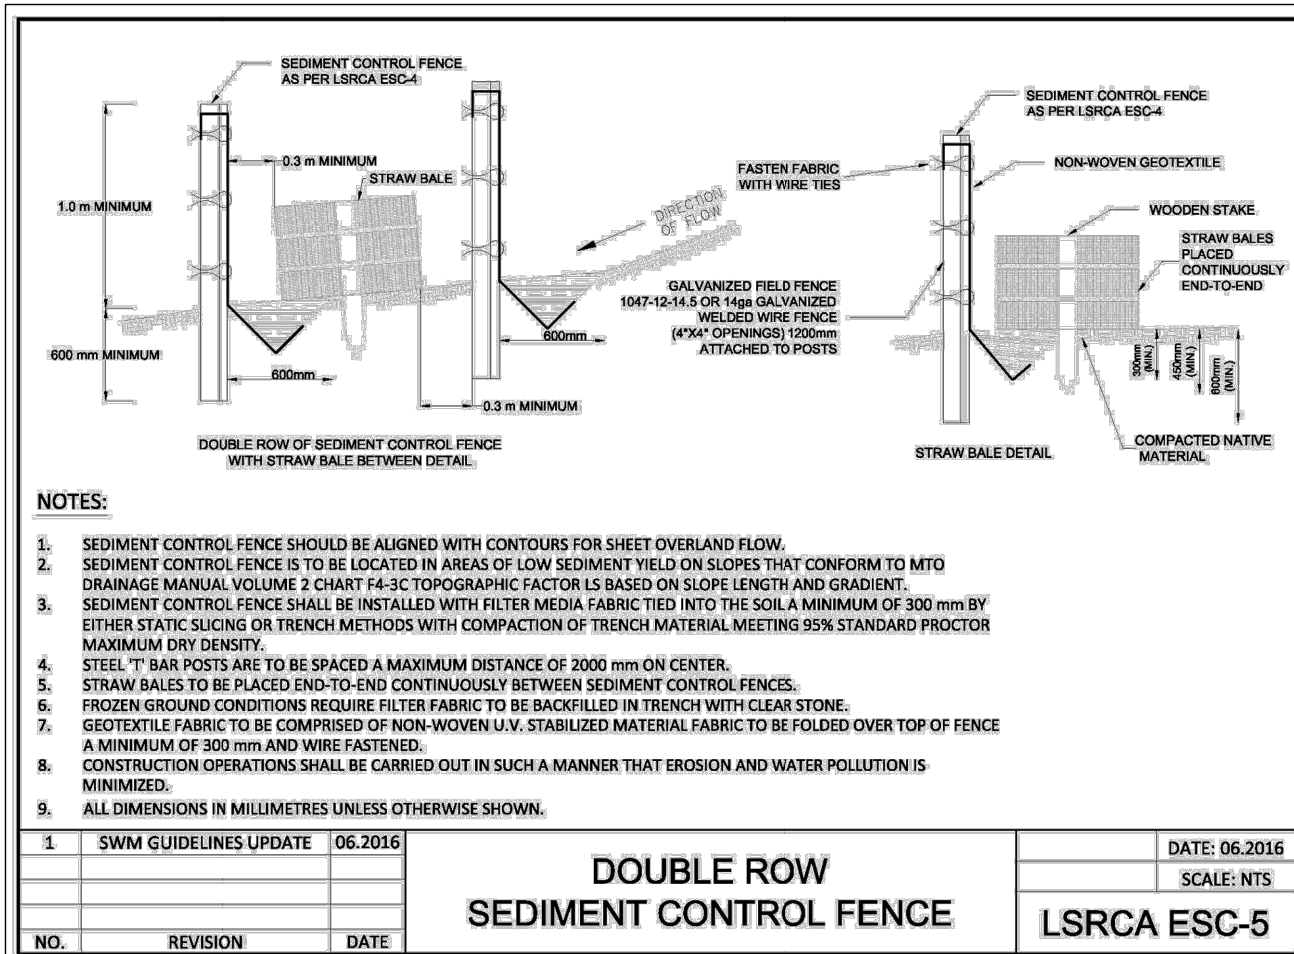 SEDIMENT CONTROL FENCE
AS PER LSRCA ESC-4
0.3 m MINIMUM
STRAW BALE
1.0 m MINIMUM
600 mm MINIMUM
600mm
600mm
0.3 m MINIMUM
DIRECTION
OF FLOW
DOUBLE ROW OF SEDIMENT CONTROL FENCE
WITH STRAW BALE BETWEEN DETAIL
SEDIMENT CONTROL FENCE
AS PER LSRCA ESC-4
FASTEN FABRIC
WITH WIRE TIES
NON-WOVEN GEOTEXTILE
WOODEN STAKE
STRAW BALES
PLACED
CONTINUOUSLY
END-TO-END
GALVANIZED FIELD FENCE
1047-12-14.5 OR 14ga GALVANIZED
WELDED WIRE FENCE
(4"X4" OPENINGS) 1200mm
ATTACHED TO POSTS
300mm
(MIN.)
450mm
(MIN.)
600mm
(MIN.)
COMPACTED NATIVE
MATERIAL
STRAW BALE DETAIL
NOTES:
1. SEDIMENT CONTROL FENCE SHOULD BE ALIGNED WITH CONTOURS FOR SHEET OVERLAND FLOW.
2. SEDIMENT CONTROL FENCE IS TO BE LOCATED IN AREAS OF LOW SEDIMENT YIELD ON SLOPES THAT CONFORM TO MTO
DRAINAGE MANUAL VOLUME 2 CHART F4-3C TOPOGRAPHIC FACTOR LS BASED ON SLOPE LENGTH AND GRADIENT.
3. SEDIMENT CONTROL FENCE SHALL BE INSTALLED WITH FILTER MEDIA FABRIC TIED INTO THE SOIL A MINIMUM OF 300 mm BY
EITHER STATIC SLICING OR TRENCH METHODS WITH COMPACTION OF TRENCH MATERIAL MEETING 95% STANDARD PROCTOR
MAXIMUM DRY DENSITY.
4. STEEL 'T' BAR POSTS ARE TO BE SPACED A MAXIMUM DISTANCE OF 2000 mm ON CENTER.
5. STRAW BALES TO BE PLACED END-TO-END CONTINUOUSLY BETWEEN SEDIMENT CONTROL FENCES.
6. FROZEN GROUND CONDITIONS REQUIRE FILTER FABRIC TO BE BACKFILLED IN TRENCH WITH CLEAR STONE.
7. GEOTEXTILE FABRIC TO BE COMPRISED OF NON-WOVEN U.V. STABILIZED MATERIAL FABRIC TO BE FOLDED OVER TOP OF FENCE
A MINIMUM OF 300 mm AND WIRE FASTENED.
8. CONSTRUCTION OPERATIONS SHALL BE CARRIED OUT IN SUCH A MANNER THAT EROSION AND WATER POLLUTION IS
MINIMIZED.
9. ALL DIMENSIONS IN MILLIMETRES UNLESS OTHERWISE SHOWN.
1 SWM GUIDELINES UPDATE 06.2016
NO. REVISION DATE
DOUBLE ROW
SEDIMENT CONTROL FENCE
DATE: 06.2016
SCALE: NTS
LSRCA ESC-5